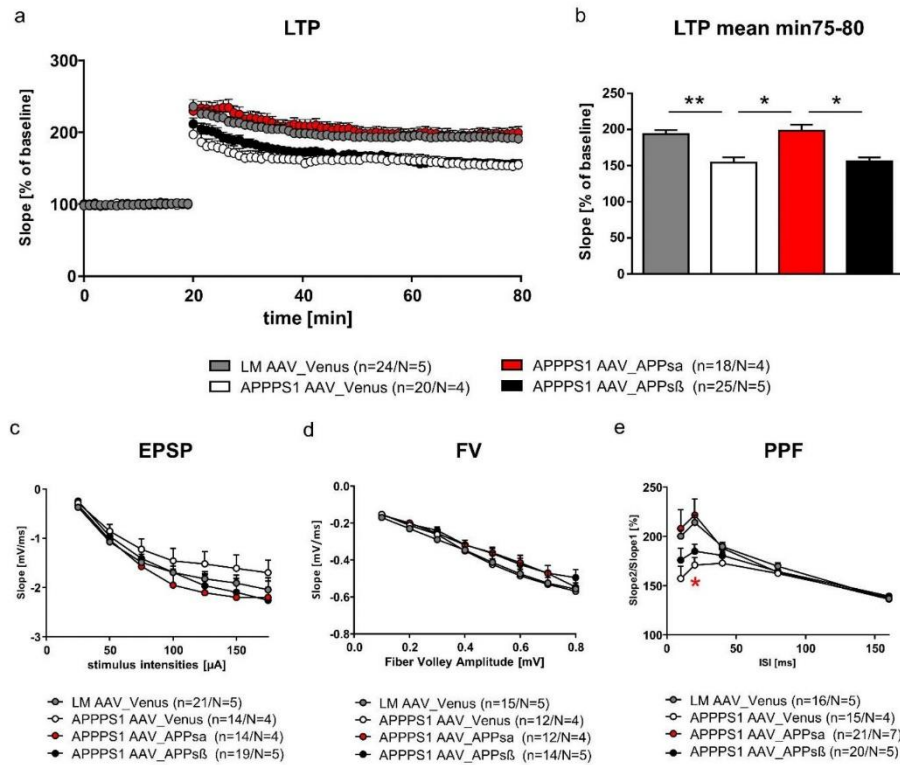 a
LTP
300
200
100
0
Slope [% of baseline]
0 20 40 60 80
time [min]
b
LTP mean min75-80
250
200
150
100
50
0
Slope [% of baseline]
** * *
LM AAV_Venus (n=24/N=5)
APPPS1 AAV_Venus (n=20/N=4)
APPPS1 AAV_APPsa (n=18/N=4)
APPPS1 AAV_APPsß (n=25/N=5)
c
EPSP
0
-1
-2
-3
Slope [mV/ms]
0 50 100 150
stimulus intensities [µA]
LM AAV_Venus (n=21/N=5)
APPPS1 AAV_Venus (n=14/N=4)
APPPS1 AAV_APPsa (n=14/N=4)
APPPS1 AAV_APPsß (n=19/N=5)
d
FV
0.0
-0.2
-0.4
-0.6
-0.8
Slope [mV/ms]
0.0 0.2 0.4 0.6 0.8
Fiber Volley Amplitude [mV]
LM AAV_Venus (n=15/N=5)
APPPS1 AAV_Venus (n=12/N=4)
APPPS1 AAV_APPsa (n=12/N=4)
APPPS1 AAV_APPsß (n=14/N=5)
e
PPF
250
200
150
100
Slope2/Slope1 [%]
*
0 50 100 150
ISI [ms]
LM AAV_Venus (n=16/N=5)
APPPS1 AAV_Venus (n=15/N=4)
APPPS1 AAV_APPsa (n=21/N=7)
APPPS1 AAV_APPsß (n=20/N=5)